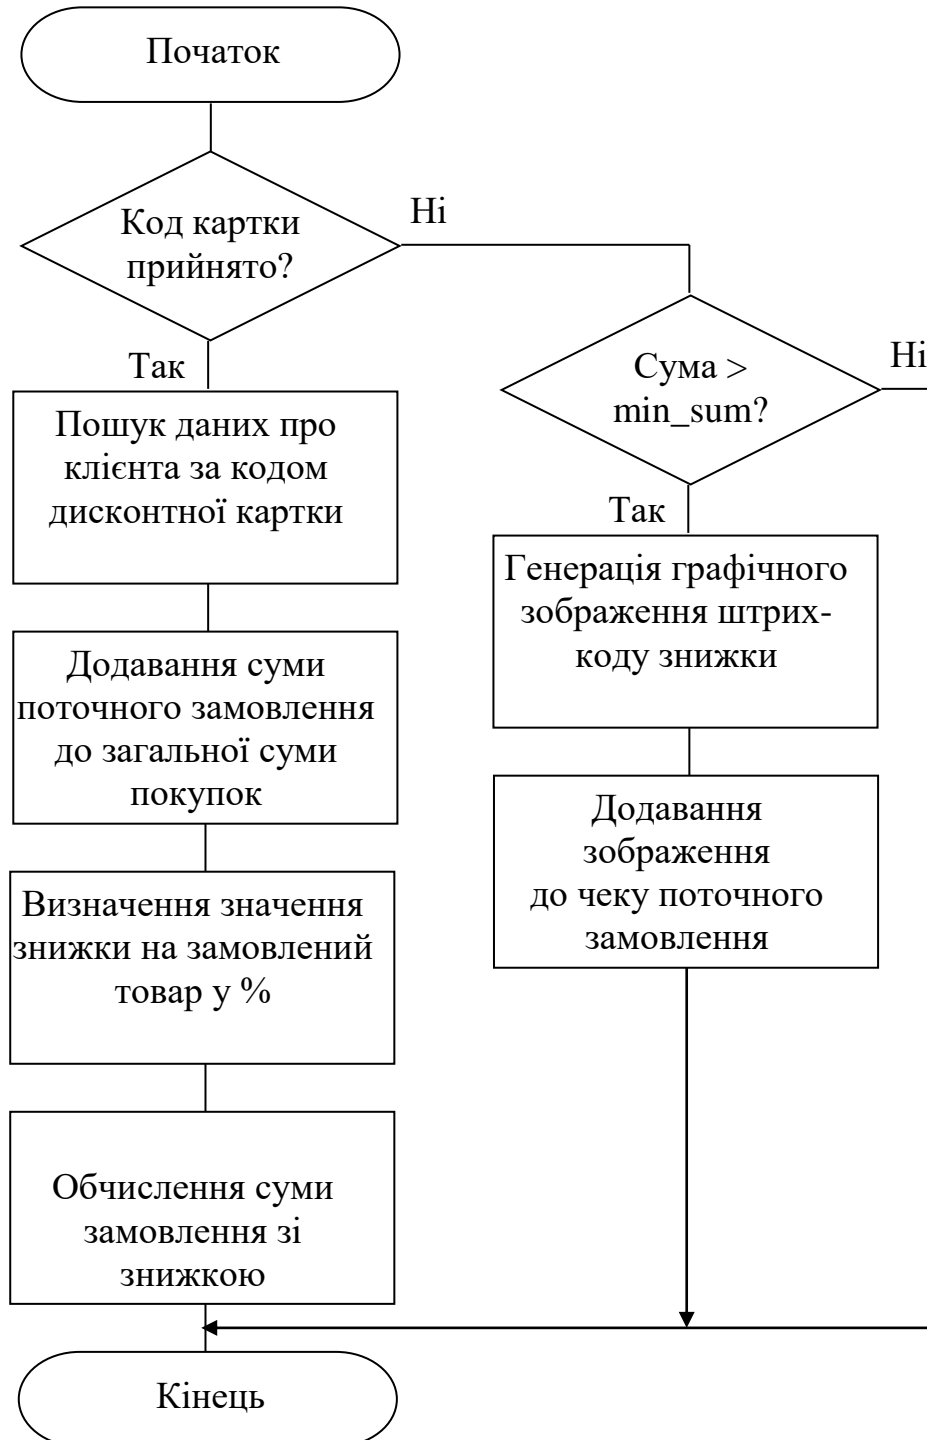 Початок
Код картки
прийнято?
Ні
Так
Сума >
min_sum?
Ні
Так
Пошук даних про
клієнта за кодом
дисконтної картки
Генерація графічного
зображення штрих-
коду знижки
Додавання суми
поточного замовлення
до загальної суми
покупок
Додавання
зображення
до чеку поточного
замовлення
Визначення значення
знижки на замовлений
товар у %
Обчислення суми
замовлення зі
знижкою
Кінець